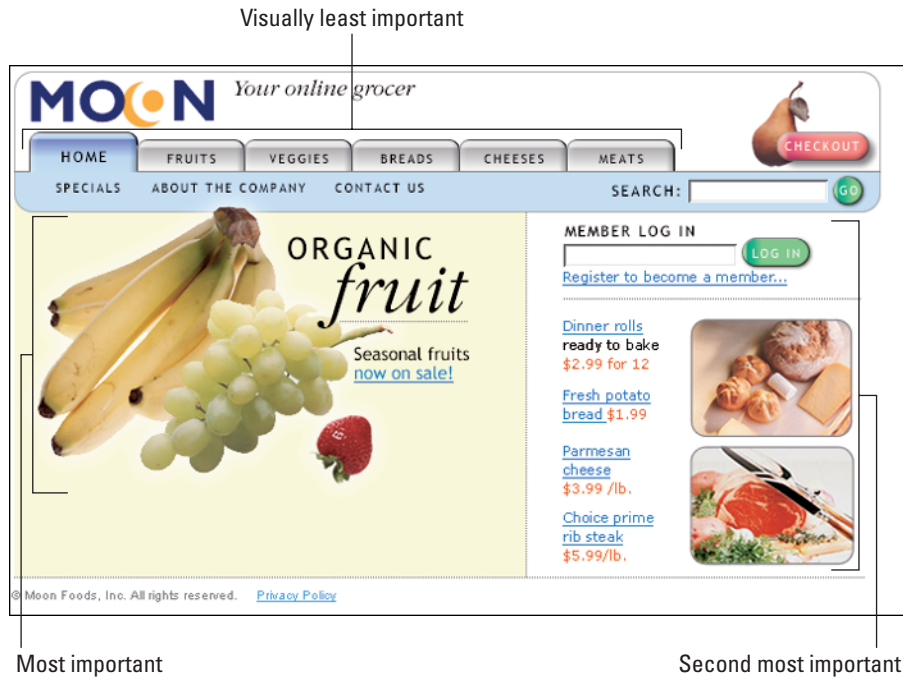 Visually least important
MOON Your online grocer
CHECKOUT
HOME FRUITS VEGGIES BREADS CHEESES MEATS
SPECIALS ABOUT THE COMPANY CONTACT US SEARCH: GO
ORGANIC
fruit
Seasonal fruits
now on sale!
MEMBER LOG IN
LOG IN
Register to become a member...
Dinner rolls
ready to bake
$2.99 for 12
Fresh potato
bread $1.99
Parmesan
cheese
$3.99 /lb.
Choice prime
rib steak
$5.99/lb.
© Moon Foods, Inc. All rights reserved. Privacy Policy
Most important
Second most important